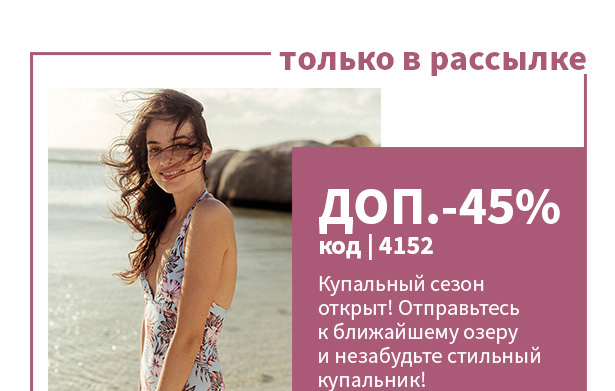 только в рассылке
ДОП.-45%
код | 4152
Купальный сезон
открыт! Отправьтесь
к ближайшему озеру
и незабудьте стильный
купальник!